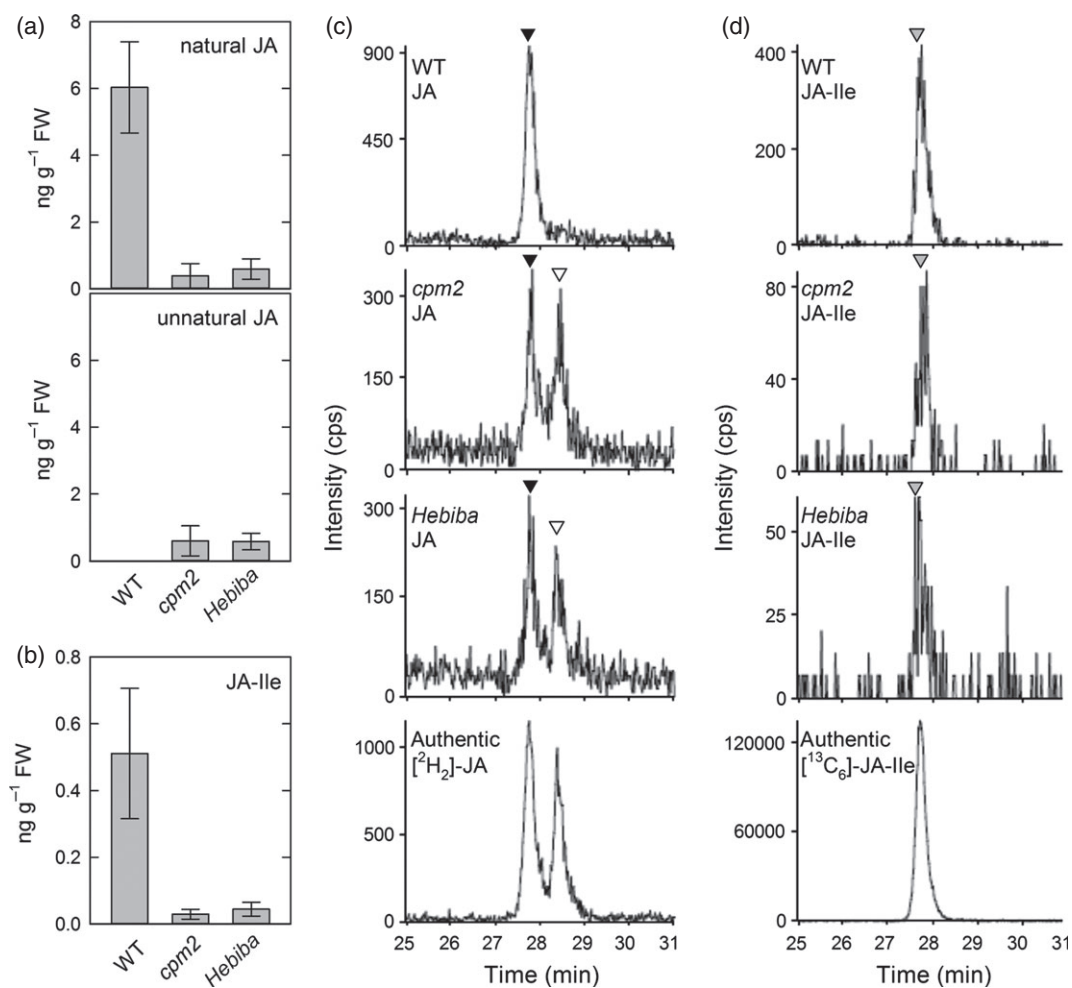 (a)
natural JA
ng g⁻¹ FW
8
6
4
2
0
unnatural JA
ng g⁻¹ FW
6
4
2
0
WT
cpm2
Hebiba
(b)
JA-Ile
ng g⁻¹ FW
0.8
0.6
0.4
0.2
0.0
WT
cpm2
Hebiba
(c)
Intensity (cps)
WT
JA
900
450
0
cpm2
JA
300
150
0
Hebiba
JA
300
150
0
Authentic
[²H₂]-JA
1000
500
0
25 26 27 28 29 30 31
Time (min)
(d)
Intensity (cps)
WT
JA-Ile
400
200
0
cpm2
JA-Ile
80
40
0
Hebiba
JA-Ile
50
25
0
Authentic
[¹³C₆]-JA-Ile
120000
60000
0
25 26 27 28 29 30 31
Time (min)